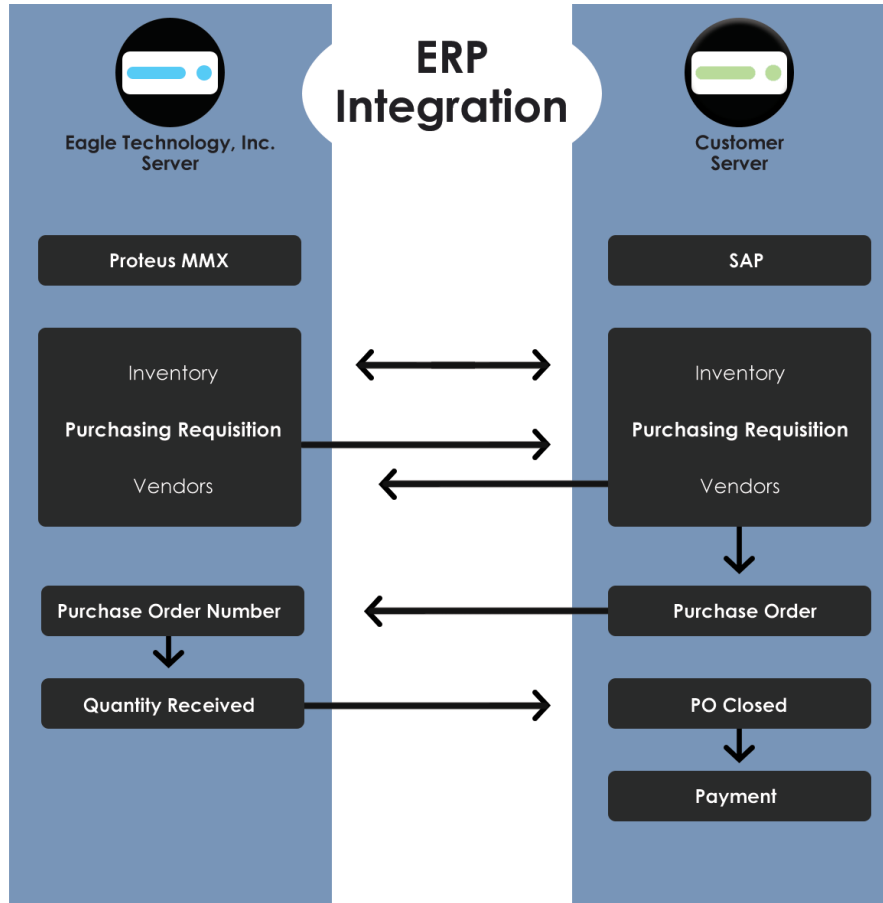 ERP
Integration
Eagle Technology, Inc.
Server
Customer
Server
Proteus MMX
SAP
Inventory
Inventory
Purchasing Requisition
Purchasing Requisition
Vendors
Vendors
Purchase Order Number
Purchase Order
Quantity Received
PO Closed
Payment